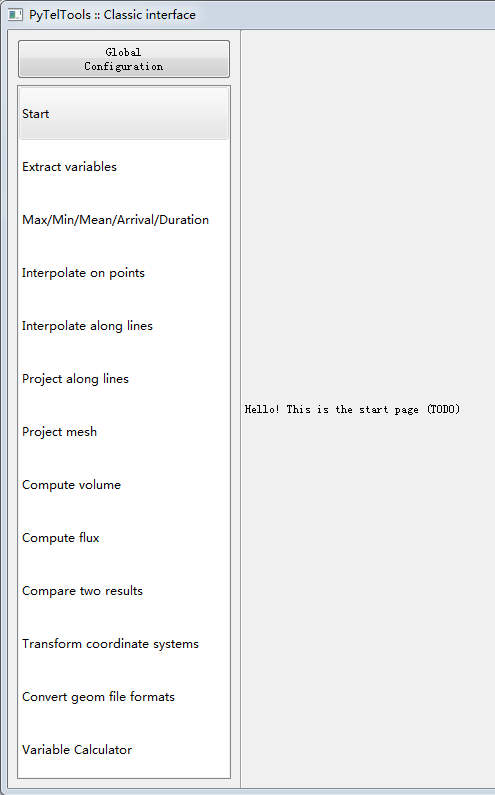 PyTelTools :: Classic interface
Global
Configuration
Start
Extract variables
Max/Min/Mean/Arrival/Duration
Interpolate on points
Interpolate along lines
Project along lines
Project mesh
Compute volume
Compute flux
Compare two results
Transform coordinate systems
Convert geom file formats
Variable Calculator
Hello! This is the start page (TODO)